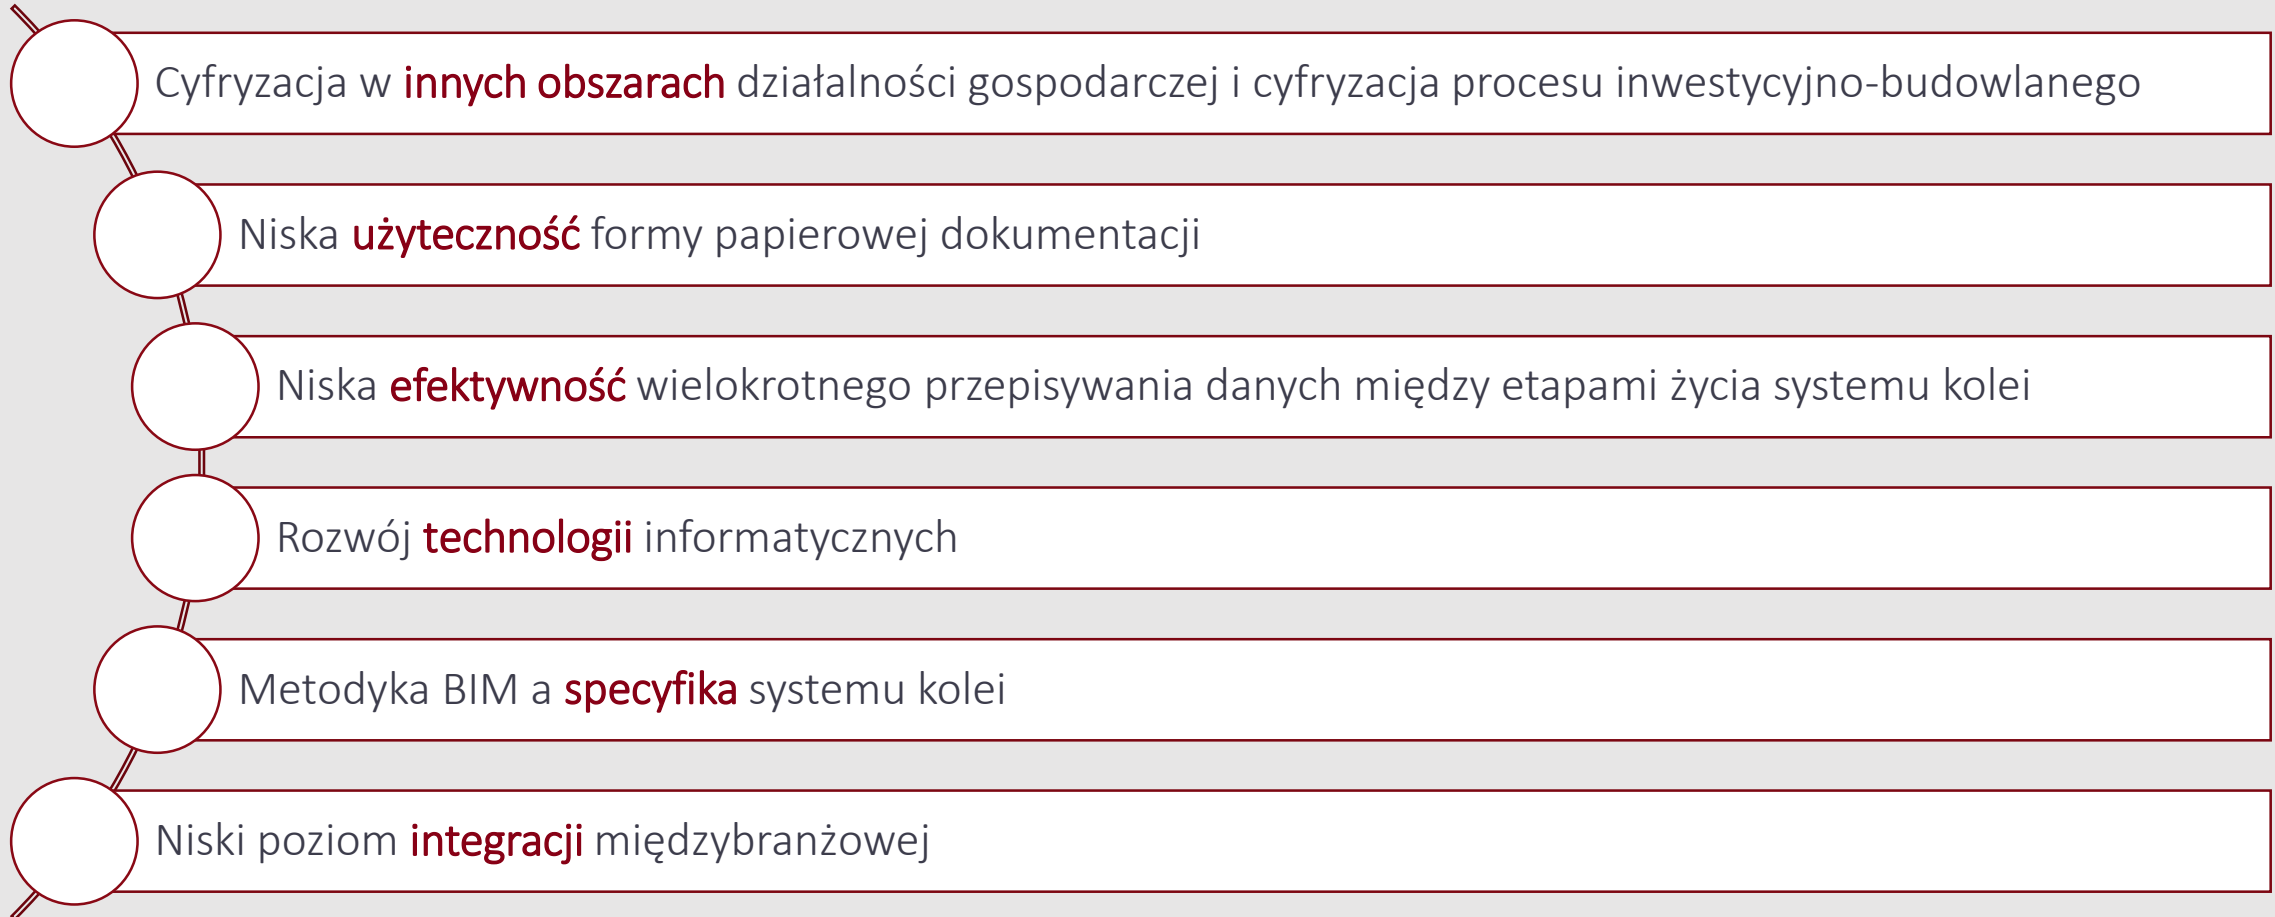 Cyfryzacja w innych obszarach działalności gospodarczej i cyfryzacja procesu inwestycyjno-budowlanego
Niska użyteczność formy papierowej dokumentacji
Niska efektywność wielokrotnego przepisywania danych między etapami życia systemu kolei
Rozwój technologii informatycznych
Metodyka BIM a specyfika systemu kolei
Niski poziom integracji międzybranżowej